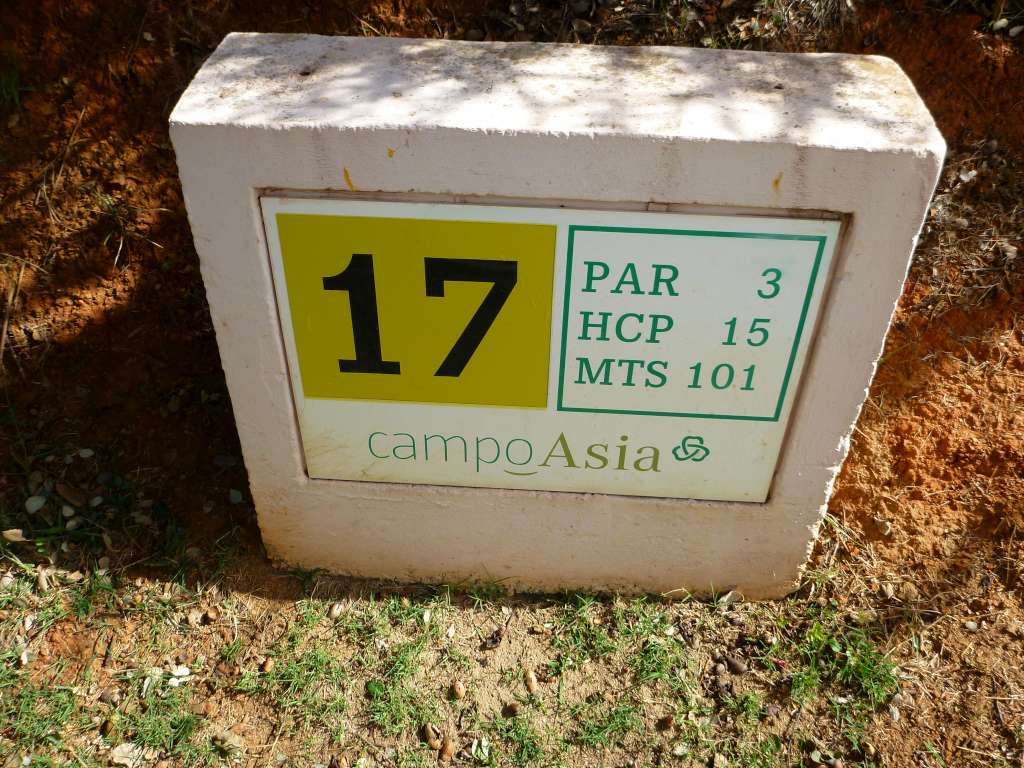 17
PAR 3
HCP 15
MTS 101
campoAsia